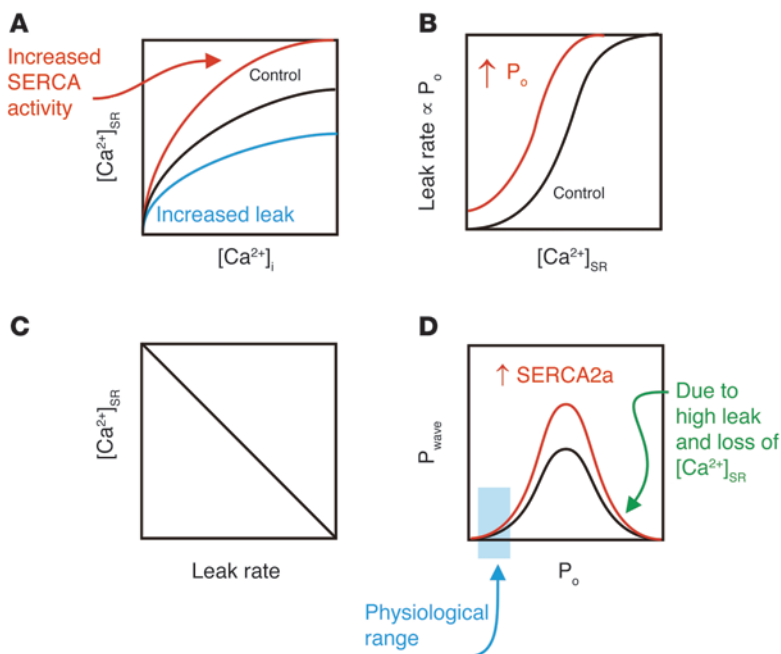 A
Increased
SERCA
activity
Control
Increased leak
[Ca²⁺]SR
[Ca²⁺]i
B
↑ Po
Control
Leak rate ∝ Po
[Ca²⁺]SR
C
[Ca²⁺]SR
Leak rate
D
↑ SERCA2a
Due to
high leak
and loss of
[Ca²⁺]SR
Pwave
Po
Physiological
range